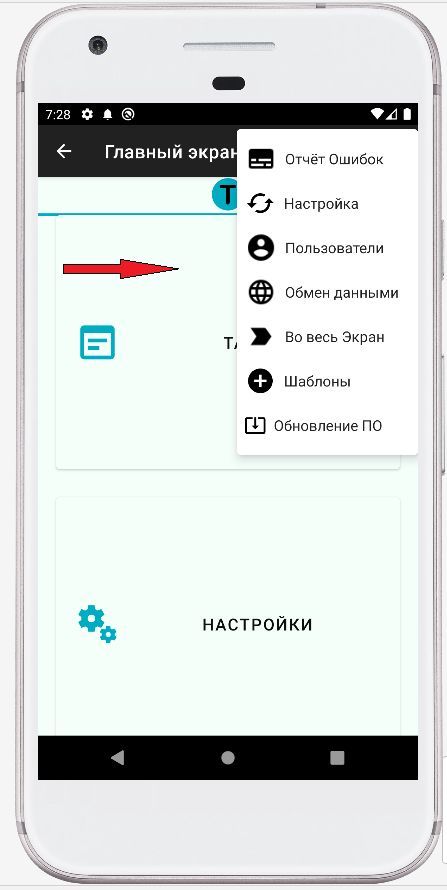 7:28
Главный экран
Т
Отчёт Ошибок
Настройка
Пользователи
Обмен данными
Во весь Экран
Шаблоны
Обновление ПО
НАСТРОЙКИ